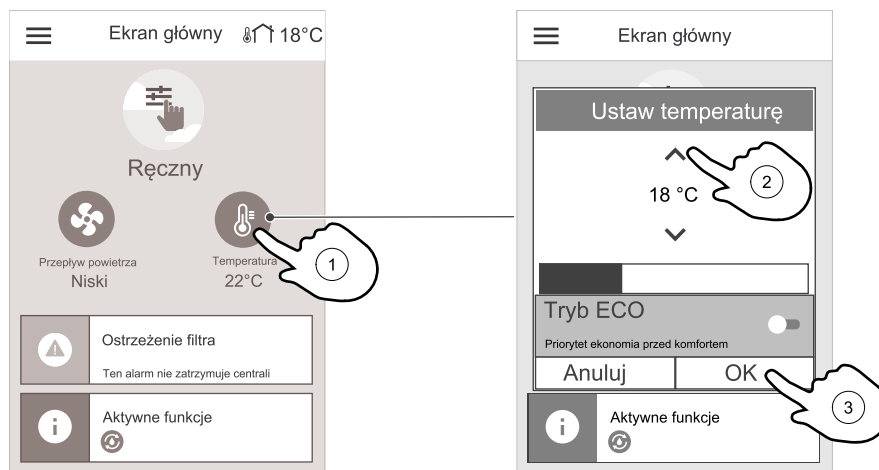 Ekran główny 18°C
Ręczny
Przepływ powietrza
Niski
Temperatura
22°C
1
Ostrzeżenie filtra
Ten alarm nie zatrzymuje centrali
i
Aktywne funkcje
Ekran główny
Ustaw temperaturę
2
18 °C
Tryb ECO
Priorytet ekonomia przed komfortem
Anuluj OK
3
i
Aktywne funkcje